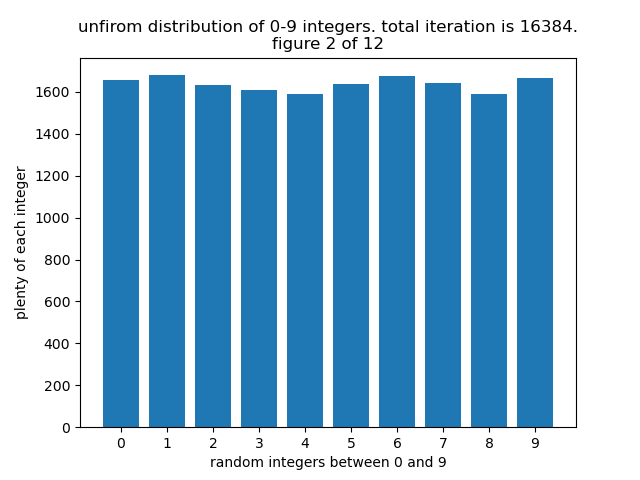 unfirom distribution of 0-9 integers. total iteration is 16384.
figure 2 of 12
plenty of each integer
1600
1400
1200
1000
800
600
400
200
0
0 1 2 3 4 5 6 7 8 9
random integers between 0 and 9